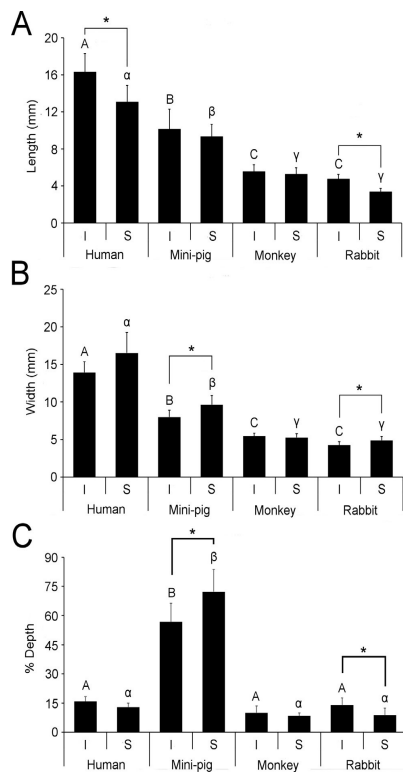 A
20
16
12
8
4
0
Length (mm)
A
*
α
B
β
C
γ
C
*
γ
I S I S I S I S
Human Mini-pig Monkey Rabbit
B
25
20
15
10
5
0
Width (mm)
A
α
B
*
β
C
γ
C
*
γ
I S I S I S I S
Human Mini-pig Monkey Rabbit
C
90
75
60
45
30
15
0
% Depth
A
α
B
*
β
A
α
A
*
α
I S I S I S I S
Human Mini-pig Monkey Rabbit